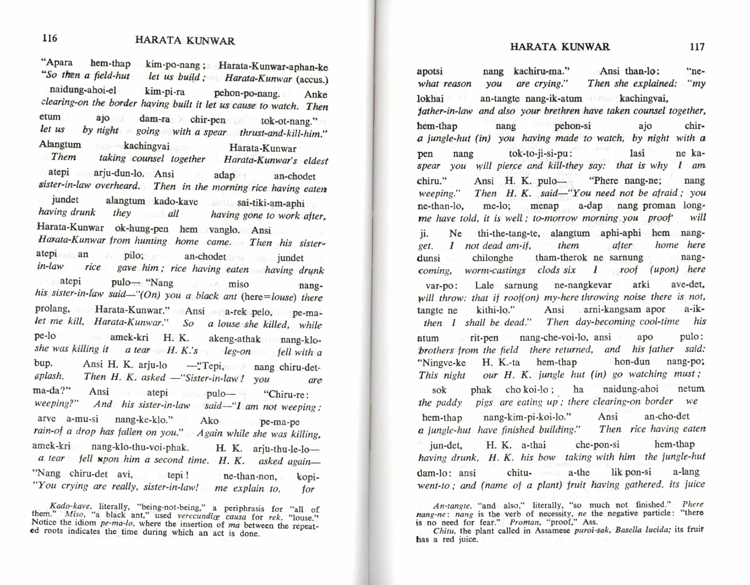 116 HARATA KUNWAR
"Apara hem-thap kim-po-nang; Harata-Kunwar-aphan-ke
"So then a field-hut let us build; Harata-Kunwar (accus.)
naidung-ahoi-el kim-pi-ra pehon-po-nang. Anke
clearing-on the border having built it let us cause to watch. Then
etum ajo dam-ra chir-pen tok-ot-nang."
let us by night going with a spear thrust-and-kill-him."
Alangtum kachingvai Harata-Kunwar
Them taking counsel together Harata-Kunwar's eldest
atepi arju-dun-lo. Ansi adap an-chodet
sister-in-law overheard. Then in the morning rice having eaten
jundet alangtum kado-kave sai-tiki-am-aphi
having drunk they all having gone to work after,
Harata-Kunwar ok-hung-pen hem vanglo. Ansi
Harata-Kunwar from hunting home came. Then his sister-
atepi an pilo; an-chodet jundet
in-law rice gave him; rice having eaten having drunk
atepi pulo— "Nang miso nang-
his sister-in-law said—"(On) you a black ant (here=louse) there
prolang, Harata-Kunwar." Ansi a-rek pelo, pe-ma-
let me kill, Harata-Kunwar." So a louse she killed, while
pe-lo amek-kri H. K. akeng-athak nang-klo-
she was killing it a tear H. K.'s leg-on fell with a
bup. Ansi H. K. arju-lo —"Tepi, nang chiru-det-
splash. Then H. K. asked —"Sister-in-law! you are
ma-da?" Ansi atepi pulo— "Chiru-re:
weeping?" And his sister-in-law said—"I am not weeping:
arve a-mu-si nang-ke-klo." Ako pe-ma-pe
rain-of a drop has fallen on you." Again while she was killing,
amek-kri nang-klo-thu-voi-phak. H. K. arju-thu-le-lo—
a tear fell upon him a second time. H. K. asked again—
"Nang chiru-det avi, tepi! ne-than-non, kopi-
"You crying are really, sister-in-law! me explain to, for
Kado-kave, literally, "being-not-being," a periphrasis for "all of
them." Miso, "a black ant," used verecundiæ causa for rek, "louse."
Notice the idiom pe-ma-lo, where the insertion of ma between the repeat-
ed roots indicates the time during which an act is done.
HARATA KUNWAR 117
apotsi nang kachiru-ma." Ansi than-lo: "ne-
what reason you are crying." Then she explained: "my
lokhai an-tangte nang-ik-atum kachingvai,
father-in-law and also your brethren have taken counsel together,
hem-thap nang pehon-si ajo chir-
a jungle-hut (in) you having made to watch, by night with a
pen nang tok-to-ji-si-pu: lasi ne ka-
spear you will pierce and kill-they say: that is why I am
chiru." Ansi H. K. pulo— "Phere nang-ne; nang
weeping." Then H. K. said—"You need not be afraid; you
ne-than-lo, me-lo; menap a-dap nang proman long-
me have told, it is well; to-morrow morning you proof will
ji. Ne thi-the-tang-te, alangtum aphi-aphi hem nang-
get. I not dead am-if, them after home here
dunsi chilonghe tham-therok ne sarnung nang-
coming, worm-castings clods six I roof (upon) here
var-po: Lale sarnung ne-nangkevar arki ave-det,
will throw: that if roof(on) my-here throwing noise there is not,
tangte ne kithi-lo." Ansi arni-kangsam apor a-ik-
then I shall be dead." Then day-becoming cool-time his
atum rit-pen nang-che-voi-lo, ansi apo pulo:
brothers from the field there returned, and his father said:
"Ningve-ke H. K.-ta hem-thap hon-dun nang-po;
This night our H. K. jungle hut (in) go watching must;
sok phak cho koi-lo; ha naidung-ahoi netum
the paddy pigs are eating up; there clearing-on border we
hem-thap nang-kim-pi-koi-lo." Ansi an-cho-det
a jungle-hut have finished building." Then rice having eaten
jun-det, H. K. a-thai che-pon-si hem-thap
having drunk, H. K. his bow taking with him the jungle-hut
dam-lo: ansi chitu- a-the lik pon-si a-lang
went-to; and (name of a plant) fruit having gathered, its juice
An-tangte, "and also," literally, "so much not finished." Phere
nang-ne: nang is the verb of necessity, ne the negative particle: "there
is no need for fear." Proman, "proof," Ass.
Chitu, the plant called in Assamese puroi-sak, Basella lucida; its fruit
has a red juice.